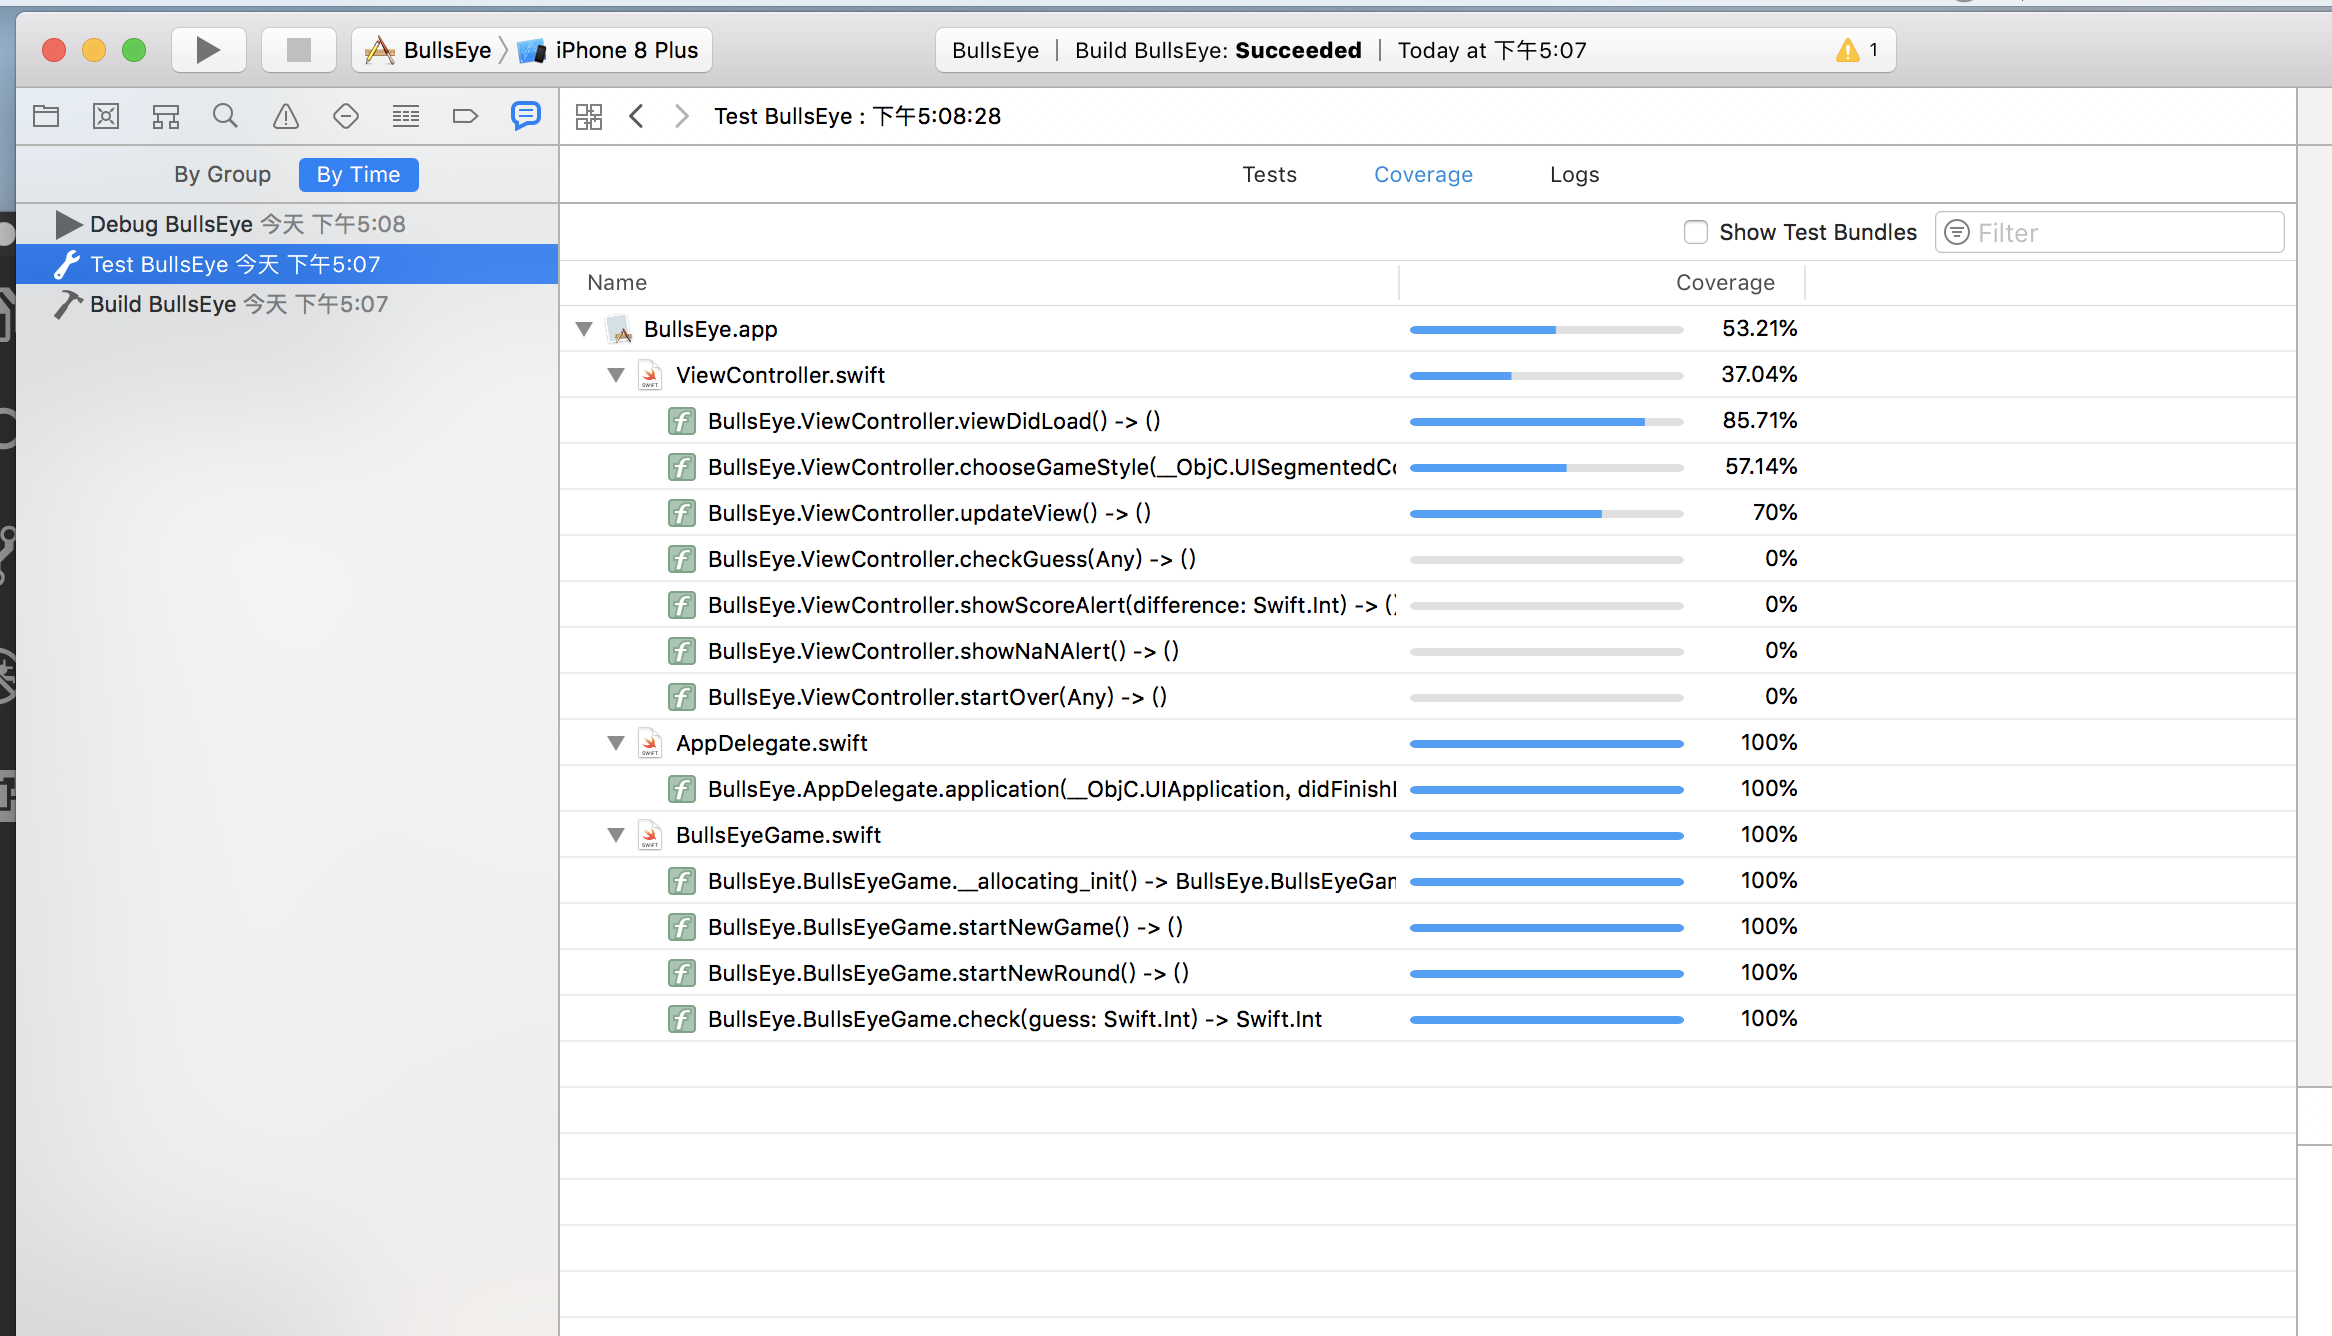 BullsEye iPhone 8 Plus
BullsEye | Build BullsEye: Succeeded | Today at 下午5:07 1
Test BullsEye : 下午5:08:28
By Group By Time
Tests Coverage Logs
Debug BullsEye 今天 下午5:08
Test BullsEye 今天 下午5:07
Build BullsEye 今天 下午5:07
Show Test Bundles Filter
Name Coverage
BullsEye.app 53.21%
ViewController.swift 37.04%
BullsEye.ViewController.viewDidLoad() -> () 85.71%
BullsEye.ViewController.chooseGameStyle(__ObjC.UISegmentedCo 57.14%
BullsEye.ViewController.updateView() -> () 70%
BullsEye.ViewController.checkGuess(Any) -> () 0%
BullsEye.ViewController.showScoreAlert(difference: Swift.Int) -> () 0%
BullsEye.ViewController.showNaNAlert() -> () 0%
BullsEye.ViewController.startOver(Any) -> () 0%
AppDelegate.swift 100%
BullsEye.AppDelegate.application(__ObjC.UIApplication, didFinishL 100%
BullsEyeGame.swift 100%
BullsEye.BullsEyeGame.__allocating_init() -> BullsEye.BullsEyeGam 100%
BullsEye.BullsEyeGame.startNewGame() -> () 100%
BullsEye.BullsEyeGame.startNewRound() -> () 100%
BullsEye.BullsEyeGame.check(guess: Swift.Int) -> Swift.Int 100%